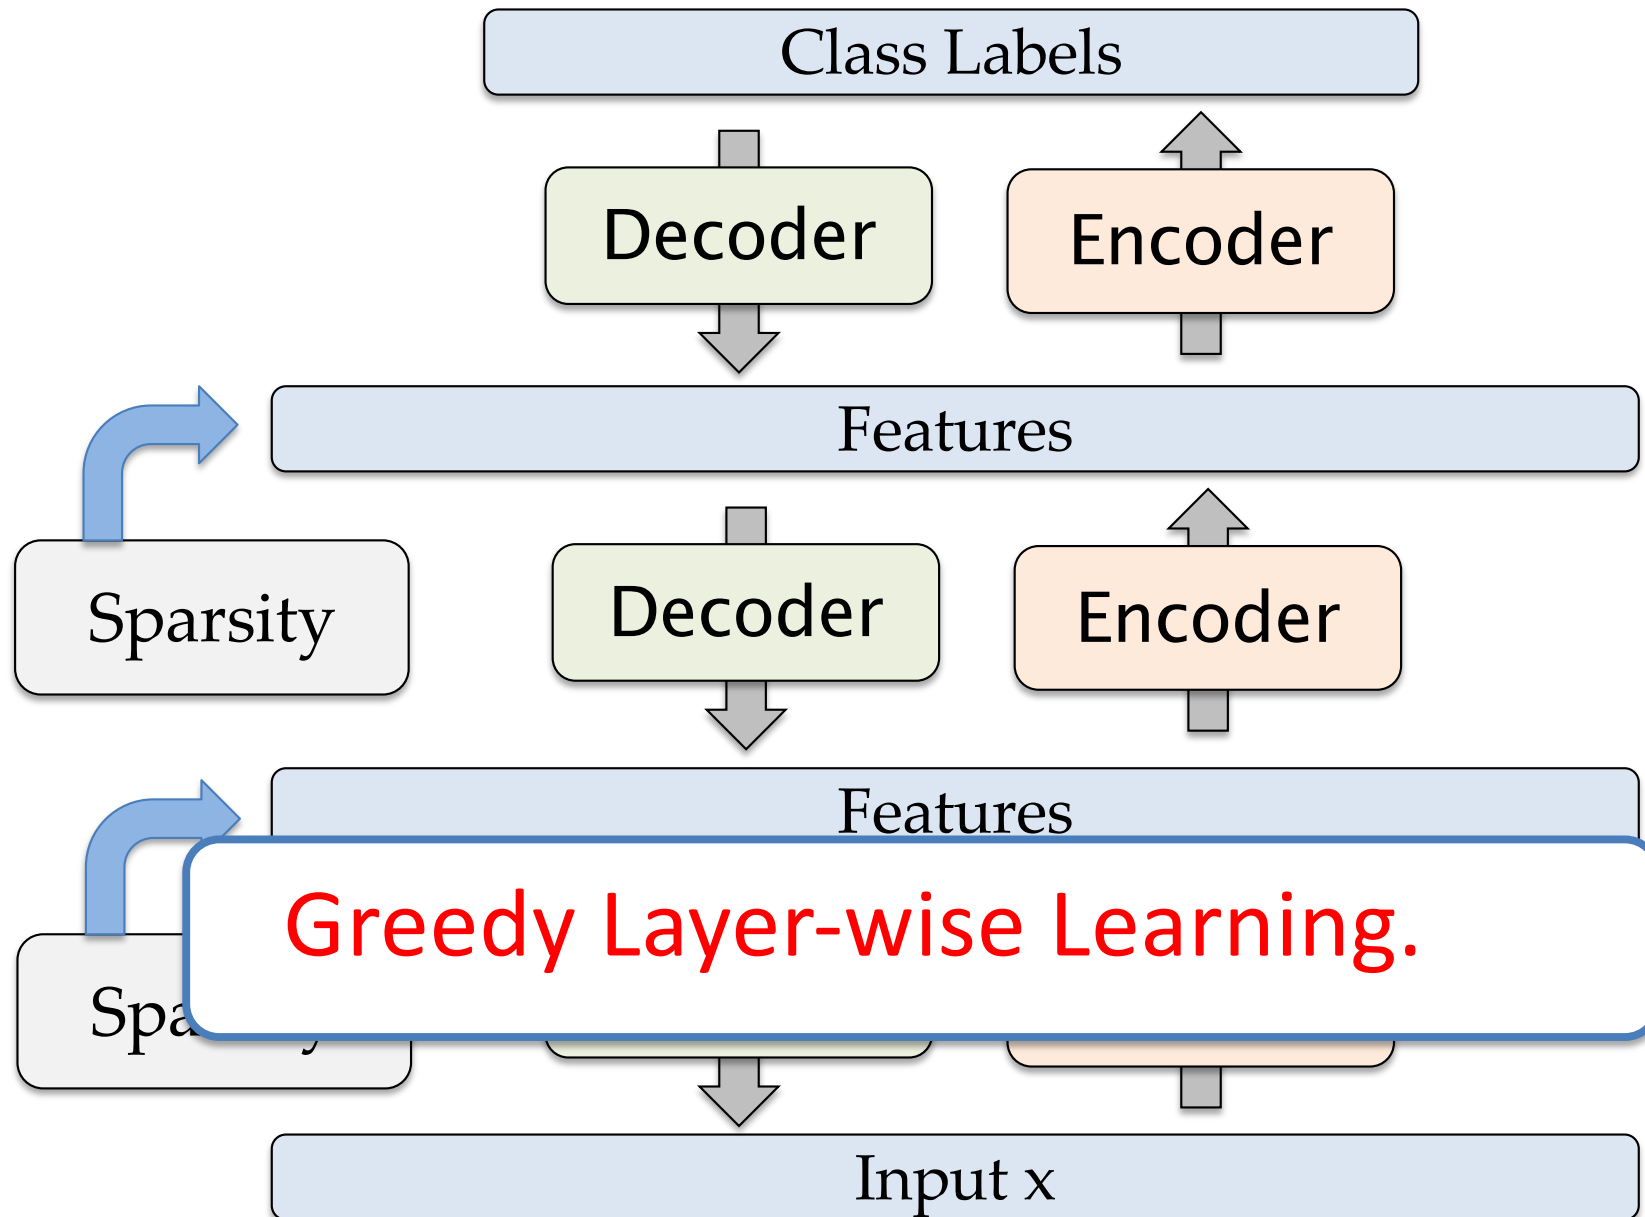 Class Labels
Decoder
Encoder
Features
Sparsity
Decoder
Encoder
Features
Greedy Layer-wise Learning.
Input x